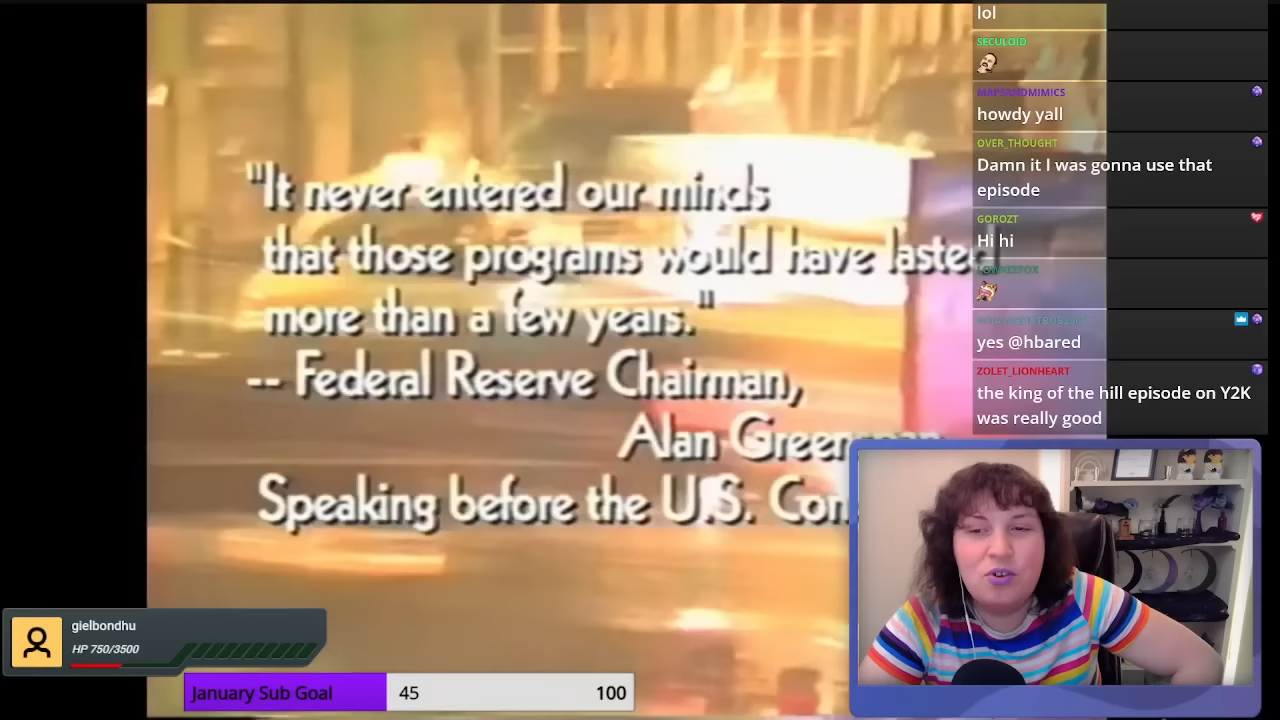 "It never entered our minds
that those programs would have lasted
more than a few years."
-- Federal Reserve Chairman,
Alan
Speaking before the U.S.
lol
SECULOID
MAPSANDMIMICS
howdy yall
OVER_THOUGHT
Damn it I was gonna use that
episode
GOROZT
Hi hi
yes @hbared
ZOLET_LIONHEART
the king of the hill episode on Y2K
was really good
gielbondhu
HP 750/3500
January Sub Goal 45 100